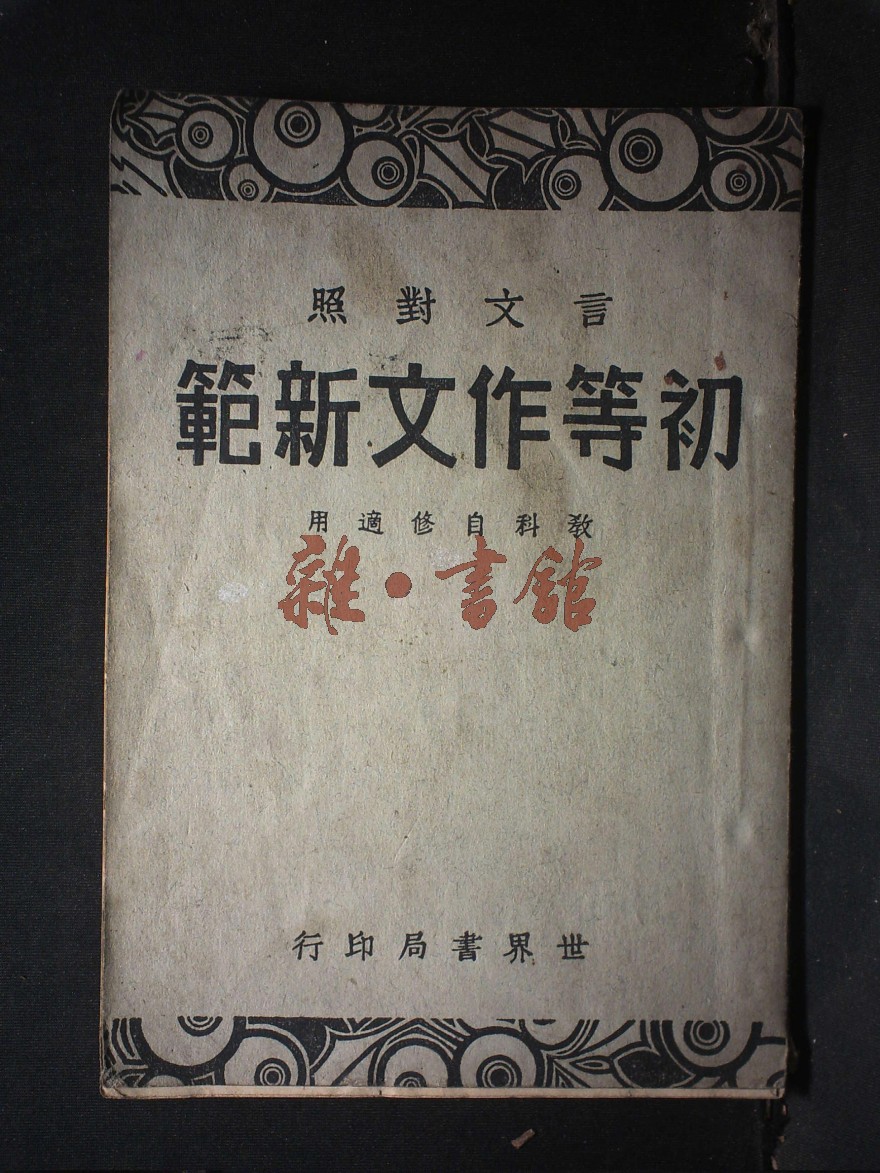 言文對照
初等作文新範
教科自修適用
雜·書館
世界書局印行